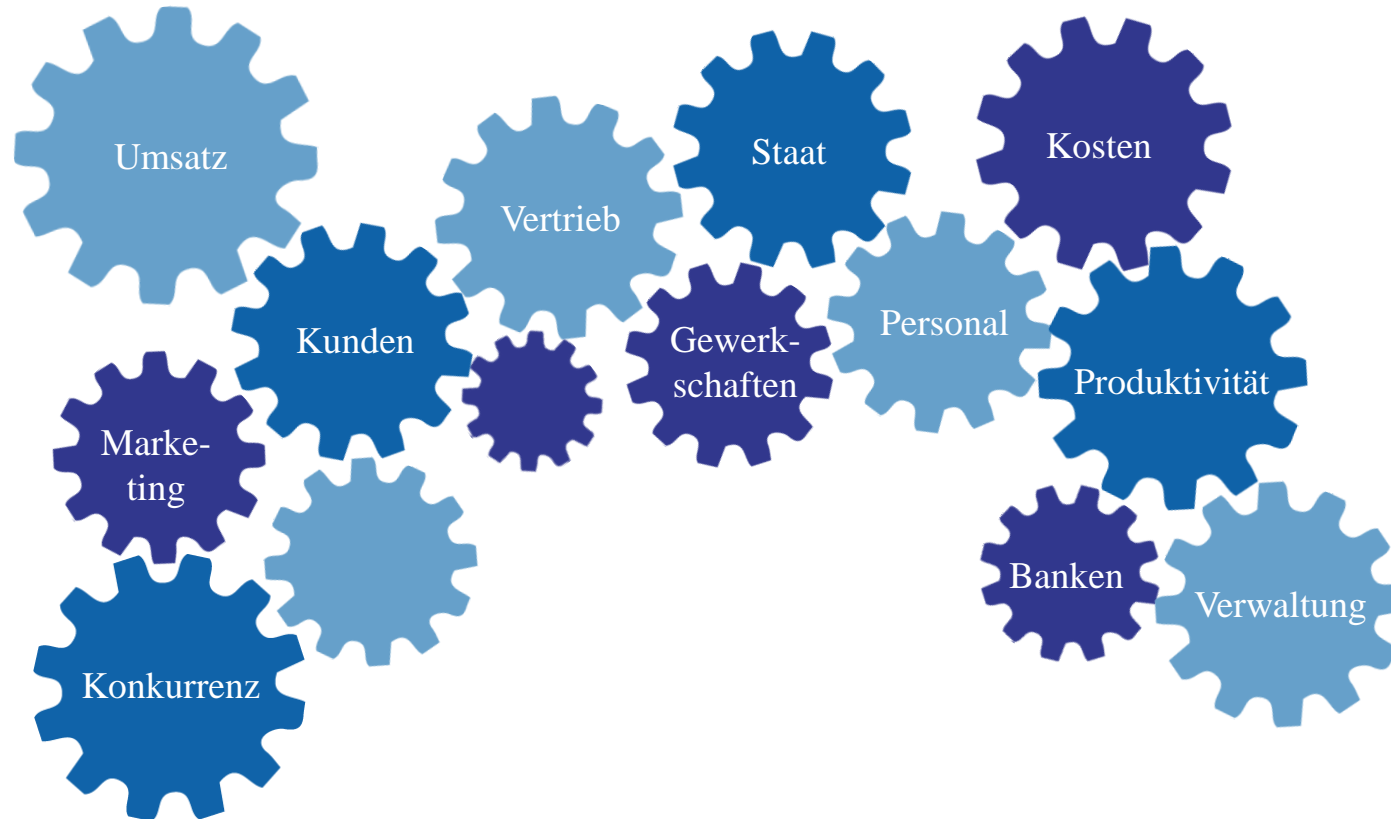 Umsatz
Staat
Kosten
Vertrieb
Kunden
Gewerk-
schaften
Personal
Produktivität
Marke-
ting
Banken
Verwaltung
Konkurrenz